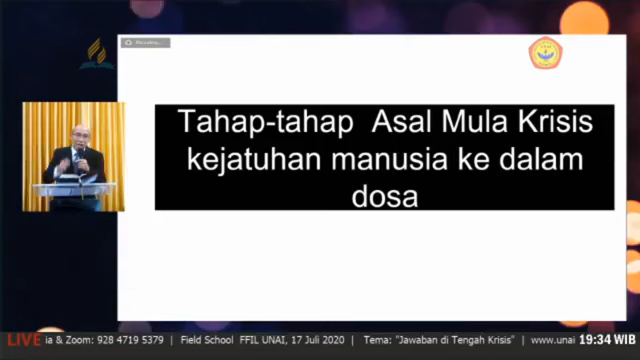 Tahap-tahap Asal Mula Krisis
kejatuhan manusia ke dalam
dosa
LIVE ia & Zoom: 928 4719 5379 | Field School FFIL UNAI, 17 Juli 2020 | Tema: "Jawaban di Tengah Krisis" | www.unai 19:34 WIB